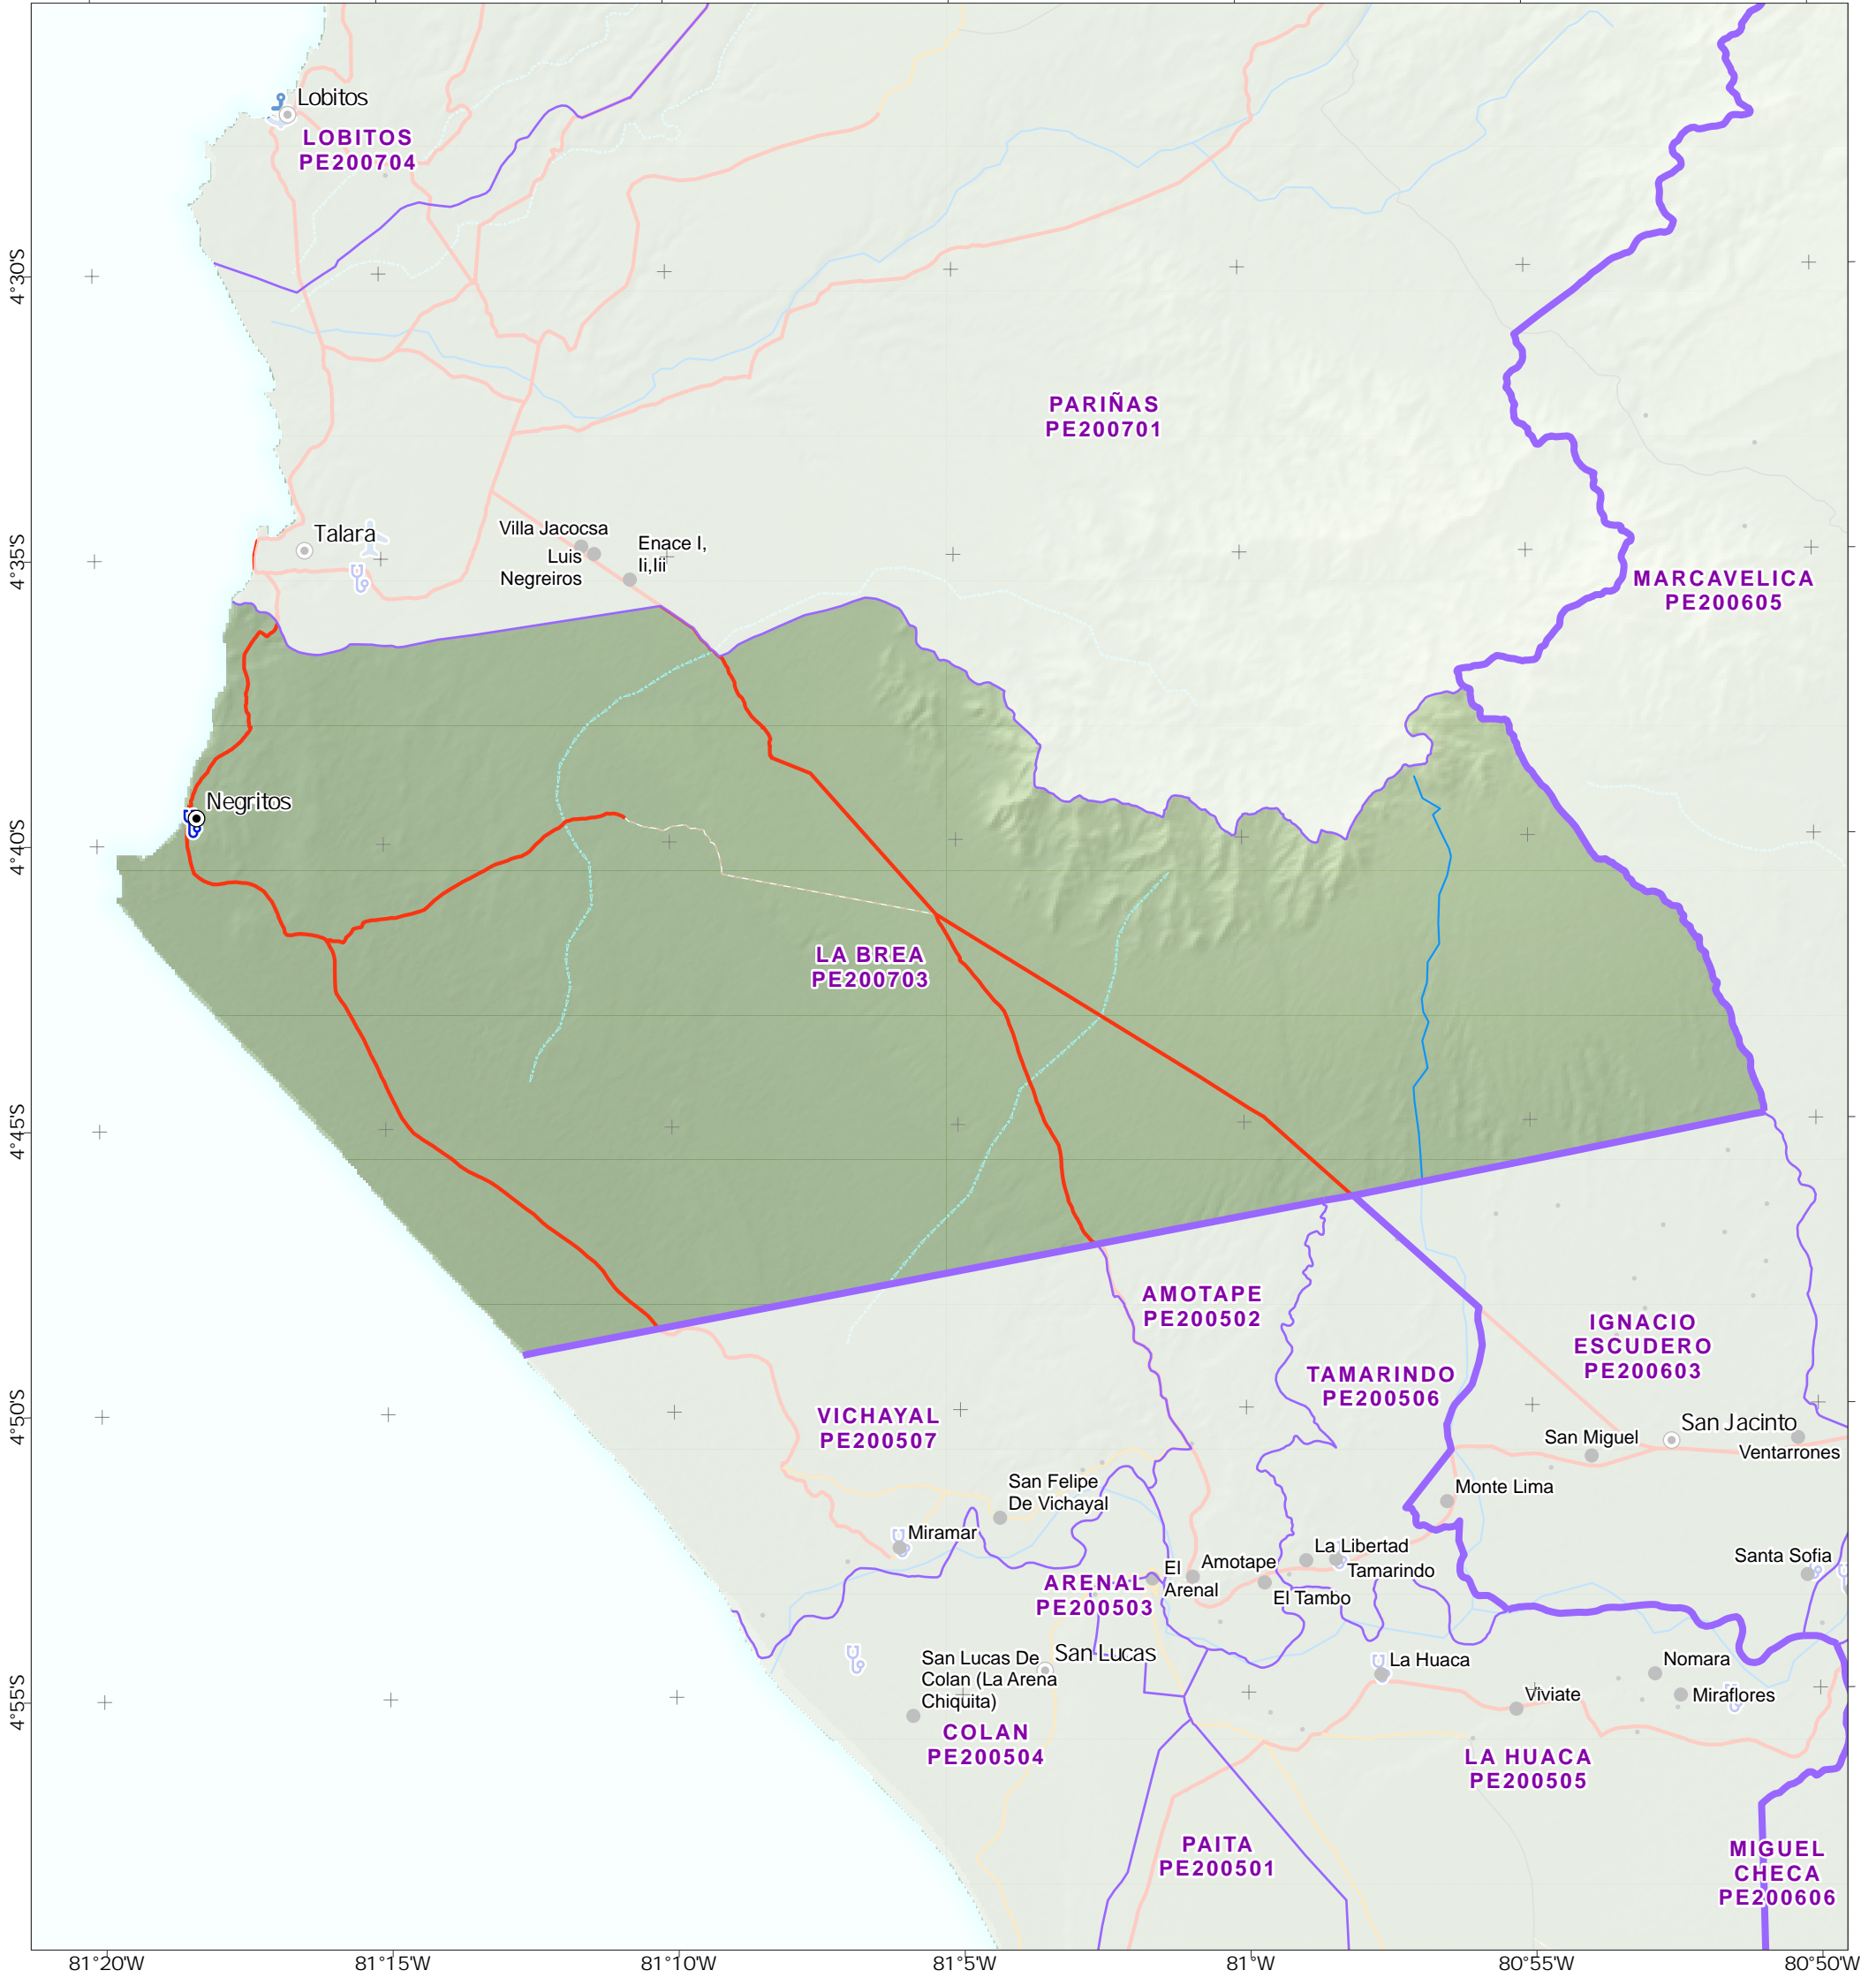 Lobitos
LOBITOS
PE200704
4°30'S
PARIÑAS
PE200701
Talara
Villa Jacocsa
Luis
Negreiros
Enace I,
Ii,Iii
4°35'S
MARCAVELICA
PE200605
Negritos
4°40'S
LA BREA
PE200703
4°45'S
AMOTAPE
PE200502
IGNACIO
ESCUDERO
PE200603
TAMARINDO
PE200506
4°50'S
VICHAYAL
PE200507
San Jacinto
San Miguel
Ventarrones
San Felipe
De Vichayal
Monte Lima
Miramar
La Libertad
Tamarindo
El
Arenal
Amotape
El Tambo
Santa Sofia
ARENAL
PE200503
San Lucas
San Lucas De
Colan (La Arena
Chiquita)
La Huaca
Nomara
Miraflores
Viviate
4°55'S
COLAN
PE200504
LA HUACA
PE200505
PAITA
PE200501
MIGUEL
CHECA
PE200606
81°20'W
81°15'W
81°10'W
81°5'W
81°W
80°55'W
80°50'W